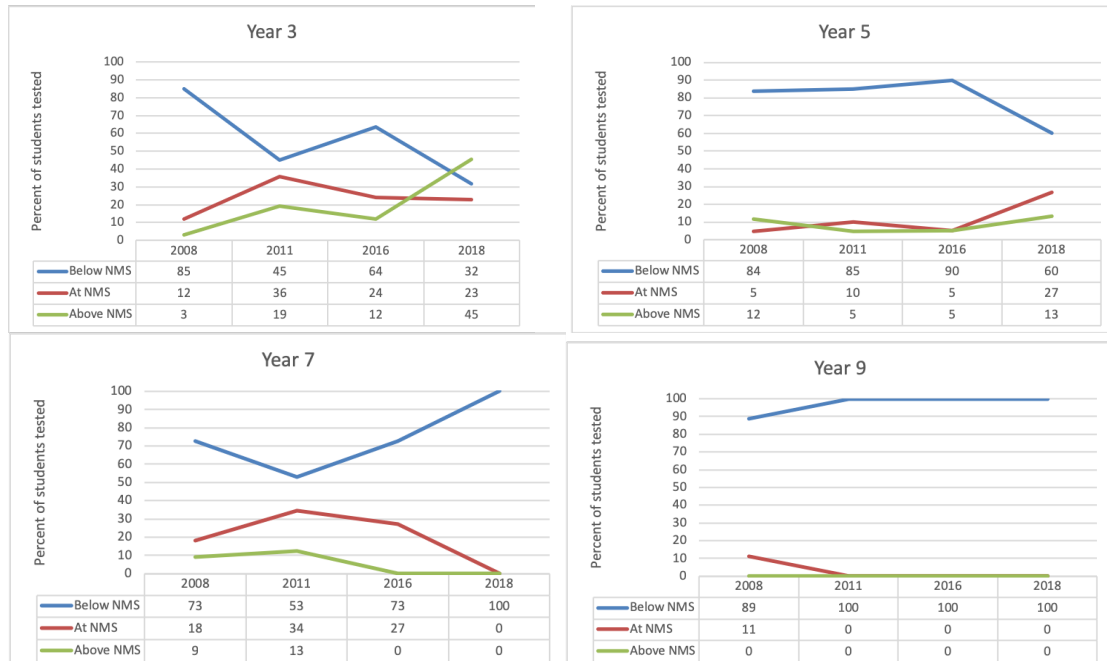 Year 3
Percent of students tested
100
90
80
70
60
50
40
30
20
10
0
2008 2011 2016 2018
Below NMS 85 45 64 32
At NMS 12 36 24 23
Above NMS 3 19 12 45
Year 5
Percent of students tested
100
90
80
70
60
50
40
30
20
10
0
2008 2011 2016 2018
Below NMS 84 85 90 60
At NMS 5 10 5 27
Above NMS 12 5 5 13
Year 7
Percent of students tested
100
90
80
70
60
50
40
30
20
10
0
2008 2011 2016 2018
Below NMS 73 53 73 100
At NMS 18 34 27 0
Above NMS 9 13 0 0
Year 9
Percent of students tested
100
90
80
70
60
50
40
30
20
10
0
2008 2011 2016 2018
Below NMS 89 100 100 100
At NMS 11 0 0 0
Above NMS 0 0 0 0